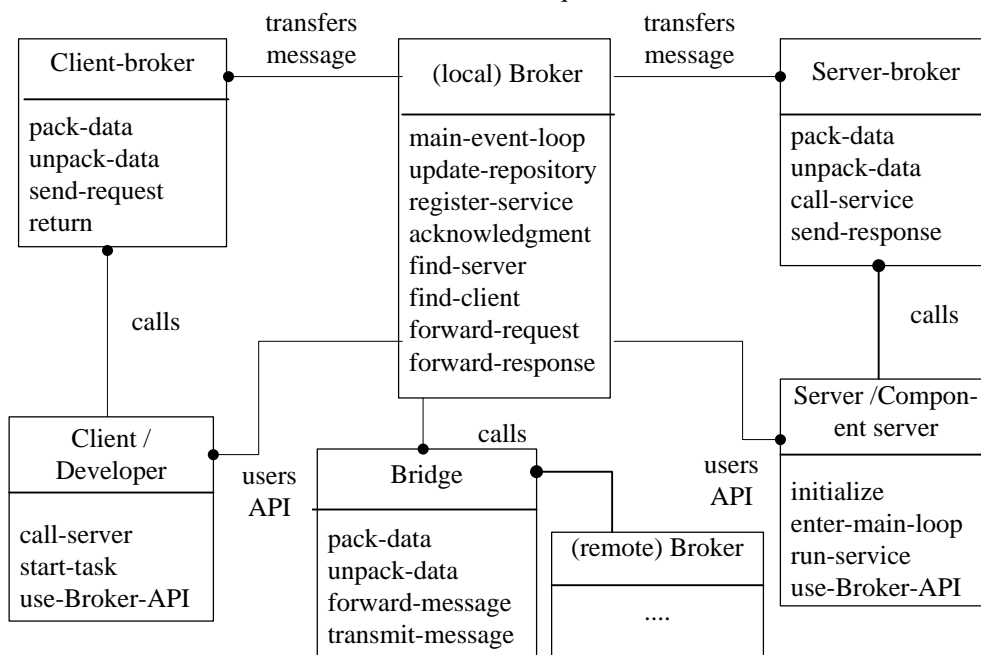 transfers
message
transfers
message
Client-broker
pack-data
unpack-data
send-request
return
(local) Broker
main-event-loop
update-repository
register-service
acknowledgment
find-server
find-client
forward-request
forward-response
Server-broker
pack-data
unpack-data
call-service
send-response
calls
calls
Client /
Developer
call-server
start-task
use-Broker-API
users
API
calls
Bridge
pack-data
unpack-data
forward-message
transmit-message
(remote) Broker
....
users
API
Server /Compon-
ent server
initialize
enter-main-loop
run-service
use-Broker-API